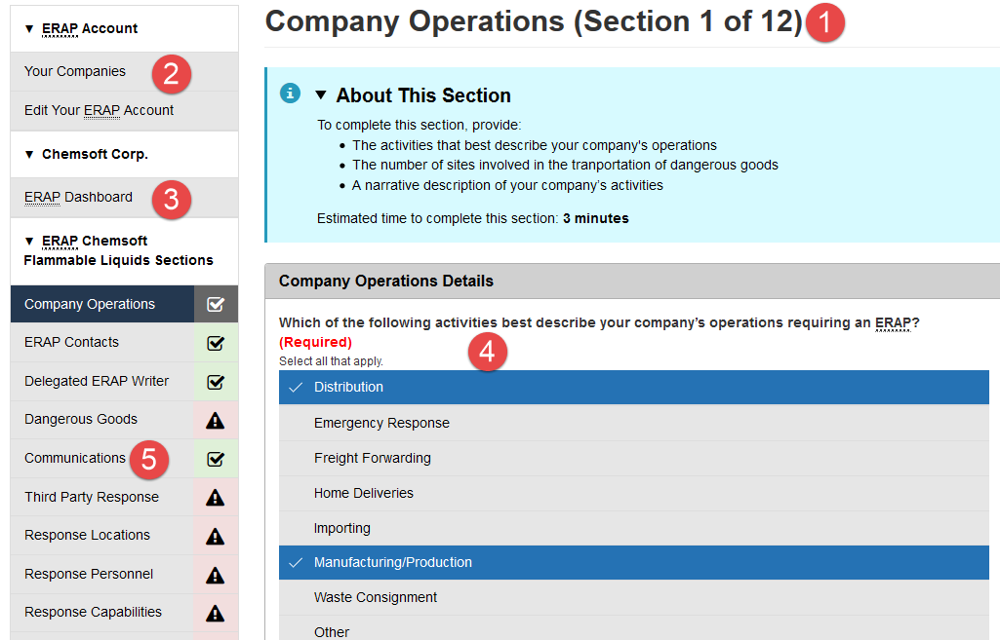 ▼ ERAP Account
Your Companies 2
Edit Your ERAP Account
▼ Chemsoft Corp.
ERAP Dashboard 3
▼ ERAP Chemsoft
Flammable Liquids Sections
Company Operations
ERAP Contacts
Delegated ERAP Writer
Dangerous Goods
Communications 5
Third Party Response
Response Locations
Response Personnel
Response Capabilities
Company Operations (Section 1 of 12) 1
i ▼ About This Section
To complete this section, provide:
• The activities that best describe your company's operations
• The number of sites involved in the tranportation of dangerous goods
• A narrative description of your company's activities
Estimated time to complete this section: 3 minutes
Company Operations Details
Which of the following activities best describe your company's operations requiring an ERAP?
(Required)
Select all that apply.
4
Distribution
Emergency Response
Freight Forwarding
Home Deliveries
Importing
Manufacturing/Production
Waste Consignment
Other